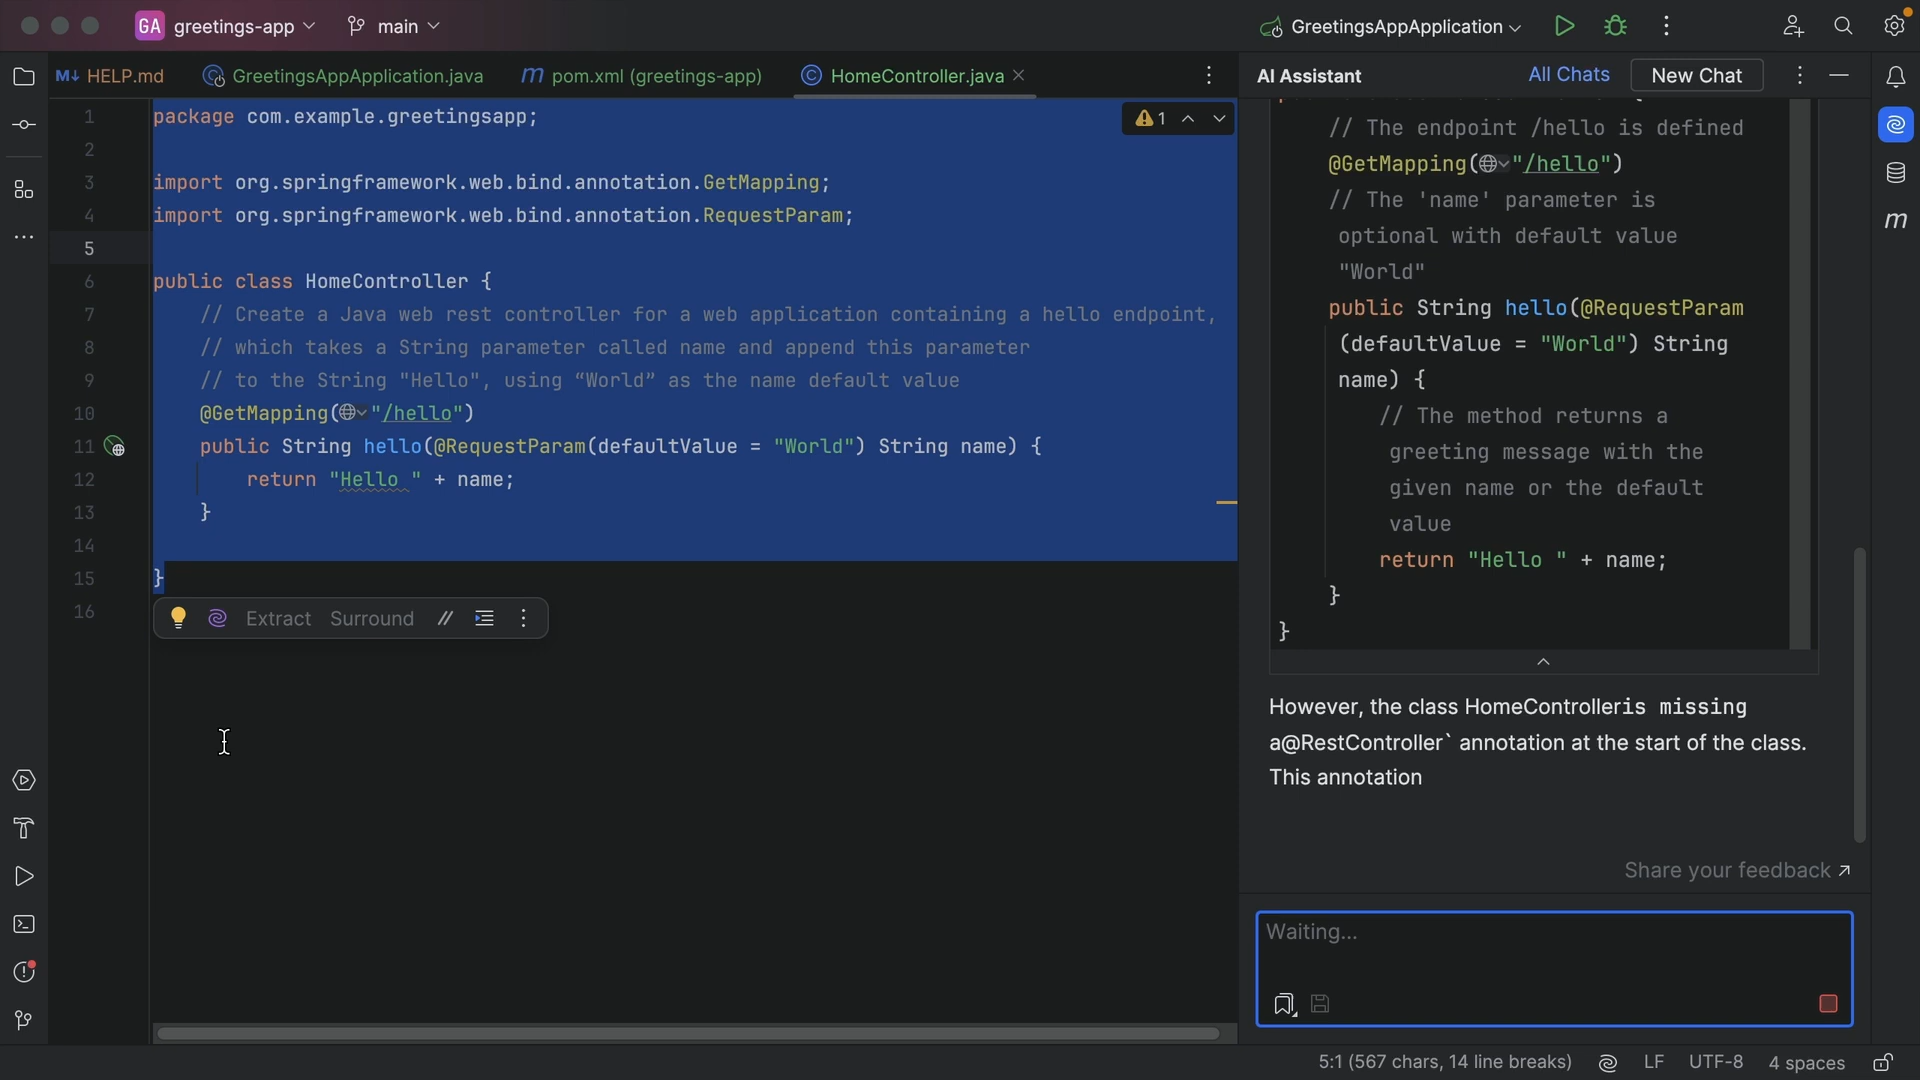 GA greetings-app main GreetingsAppApplication
M↓ HELP.md GreetingsAppApplication.java m pom.xml (greetings-app) HomeController.java
AI Assistant All Chats New Chat
1 package com.example.greetingsapp;
1
2
3 import org.springframework.web.bind.annotation.GetMapping;
4 import org.springframework.web.bind.annotation.RequestParam;
5
6 public class HomeController {
7 // Create a Java web rest controller for a web application containing a hello endpoint,
8 // which takes a String parameter called name and append this parameter
9 // to the String "Hello", using “World” as the name default value
10 @GetMapping("/hello")
11 public String hello(@RequestParam(defaultValue = "World") String name) {
12 return "Hello " + name;
13 }
14
15 }
16
Extract Surround //
// The endpoint /hello is defined
@GetMapping("/hello")
// The 'name' parameter is
optional with default value
"World"
public String hello(@RequestParam
(defaultValue = "World") String
name) {
// The method returns a
greeting message with the
given name or the default
value
return "Hello " + name;
}
}
However, the class HomeControlleris missing
a@RestController` annotation at the start of the class.
This annotation
Share your feedback ↗
Waiting...
m
5:1 (567 chars, 14 line breaks) LF UTF-8 4 spaces